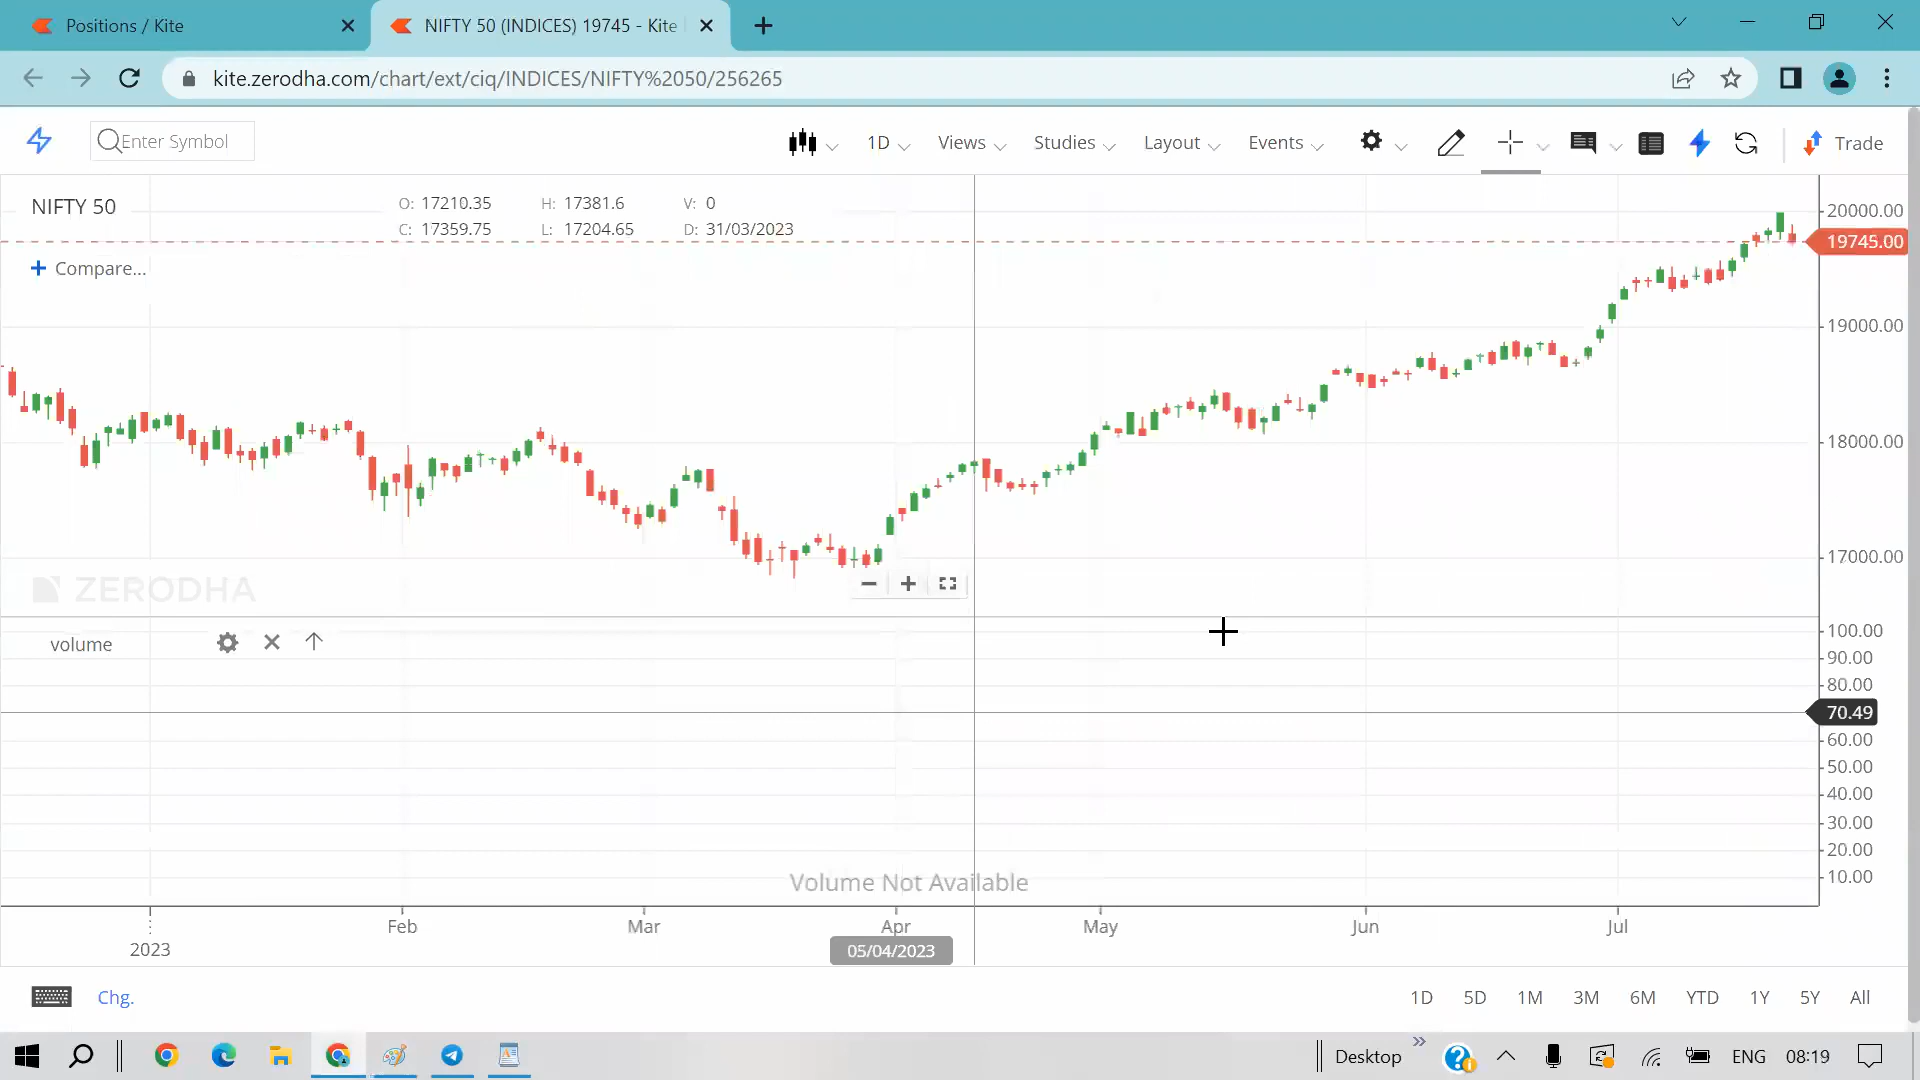 Positions / Kite
NIFTY 50 (INDICES) 19745 - Kite
kite.zerodha.com/chart/ext/ciq/INDICES/NIFTY%2050/256265
Enter Symbol
1D
Views
Studies
Layout
Events
Trade
NIFTY 50
O: 17210.35 H: 17381.6 V: 0
C: 17359.75 L: 17204.65 D: 31/03/2023
+ Compare...
20000.00
19745.00
19000.00
18000.00
17000.00
ZERODHA
volume
100.00
90.00
80.00
70.49
60.00
50.00
40.00
30.00
20.00
10.00
Volume Not Available
Feb Mar Apr May Jun Jul
2023
05/04/2023
Chg.
1D 5D 1M 3M 6M YTD 1Y 5Y All
Desktop
ENG
08:19